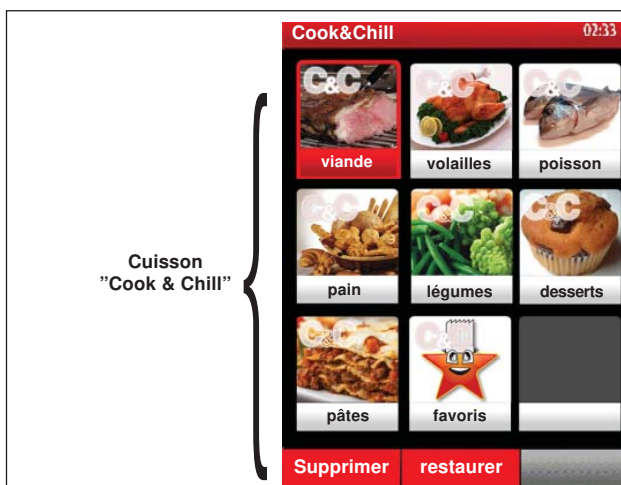 Cook&Chill 02:33
C&C C&C C&C
viande volailles poisson
C&C C&C C&C
pain légumes desserts
C&C C&C
pâtes favoris
Cuisson
”Cook & Chill”
Supprimer restaurer